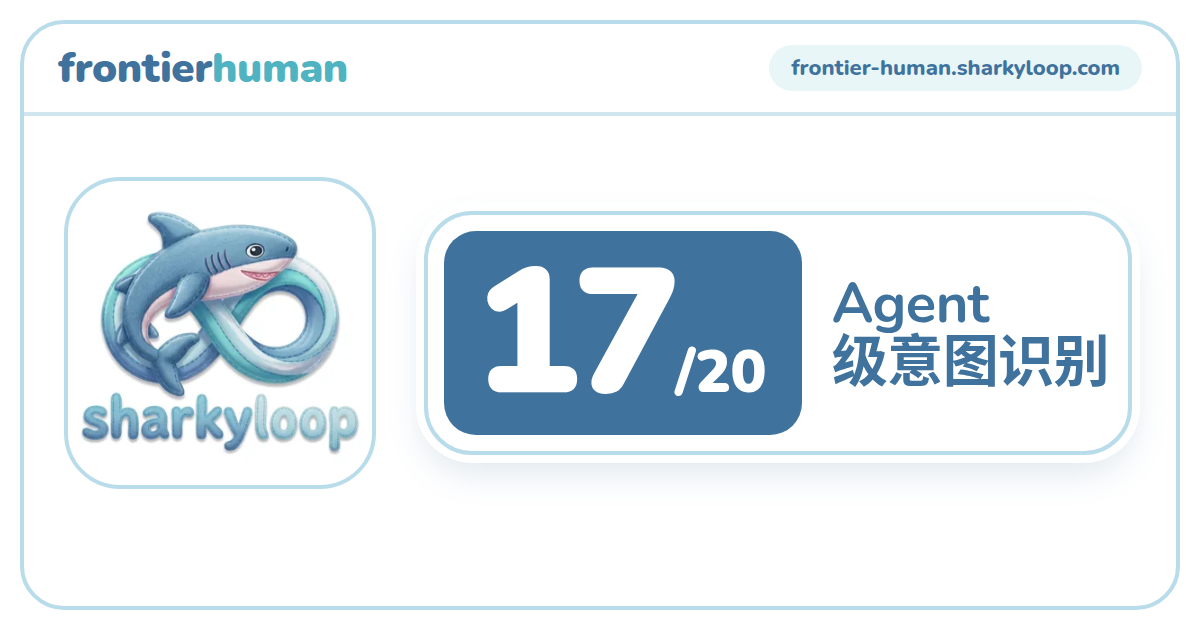 frontierhuman
frontier-human.sharkyloop.com
sharkyloop
17/20
Agent
级意图识别